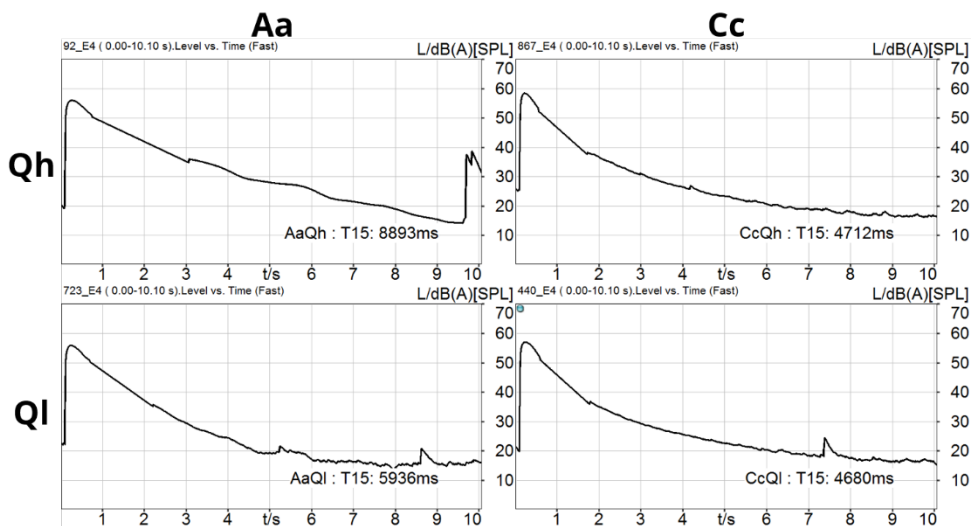 Aa
Cc
92_E4 ( 0.00-10.10 s).Level vs. Time (Fast) L/dB(A)[SPL]
867_E4 ( 0.00-10.10 s).Level vs. Time (Fast) L/dB(A)[SPL]
Qh
70
60
50
40
30
20
10
AaQh : T15: 8893ms
1 2 3 4 t/s 6 7 8 9 10
70
60
50
40
30
20
10
CcQh : T15: 4712ms
1 2 3 4 t/s 6 7 8 9 10
723_E4 ( 0.00-10.10 s).Level vs. Time (Fast) L/dB(A)[SPL]
440_E4 ( 0.00-10.10 s).Level vs. Time (Fast) L/dB(A)[SPL]
Ql
70
60
50
40
30
20
10
AaQl : T15: 5936ms
1 2 3 4 t/s 6 7 8 9 10
70
60
50
40
30
20
10
CcQl : T15: 4680ms
1 2 3 4 t/s 6 7 8 9 10